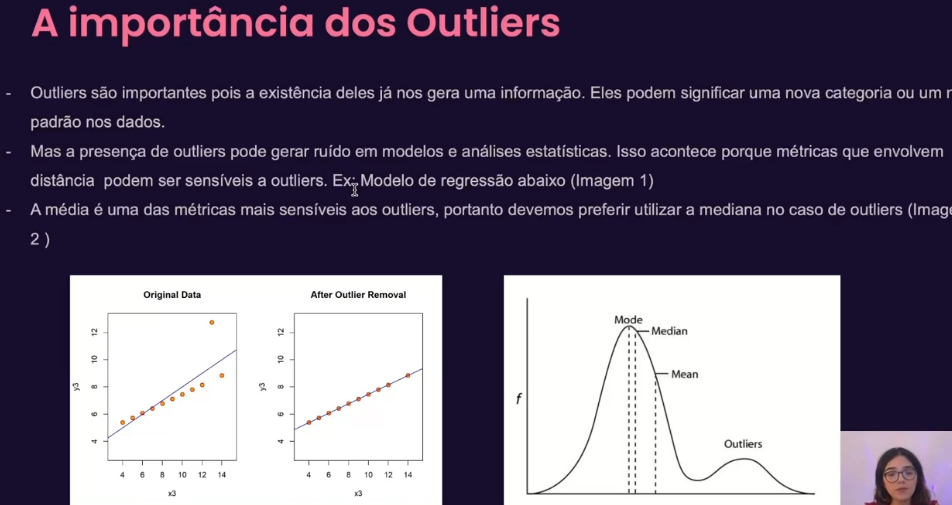 A importância dos Outliers
- Outliers são importantes pois a existência deles já nos gera uma informação. Eles podem significar uma nova categoria ou um
padrão nos dados.
- Mas a presença de outliers pode gerar ruído em modelos e análises estatísticas. Isso acontece porque métricas que envolvem
distância podem ser sensíveis a outliers. Ex: Modelo de regressão abaixo (Imagem 1)
- A média é uma das métricas mais sensíveis aos outliers, portanto devemos preferir utilizar a mediana no caso de outliers (Image
2 )
Original Data
y3
12
10
8
6
4
4 6 8 10 12 14
x3
After Outlier Removal
y3
12
10
8
6
4
4 6 8 10 12 14
x3
Mode
Median
Mean
f
Outliers